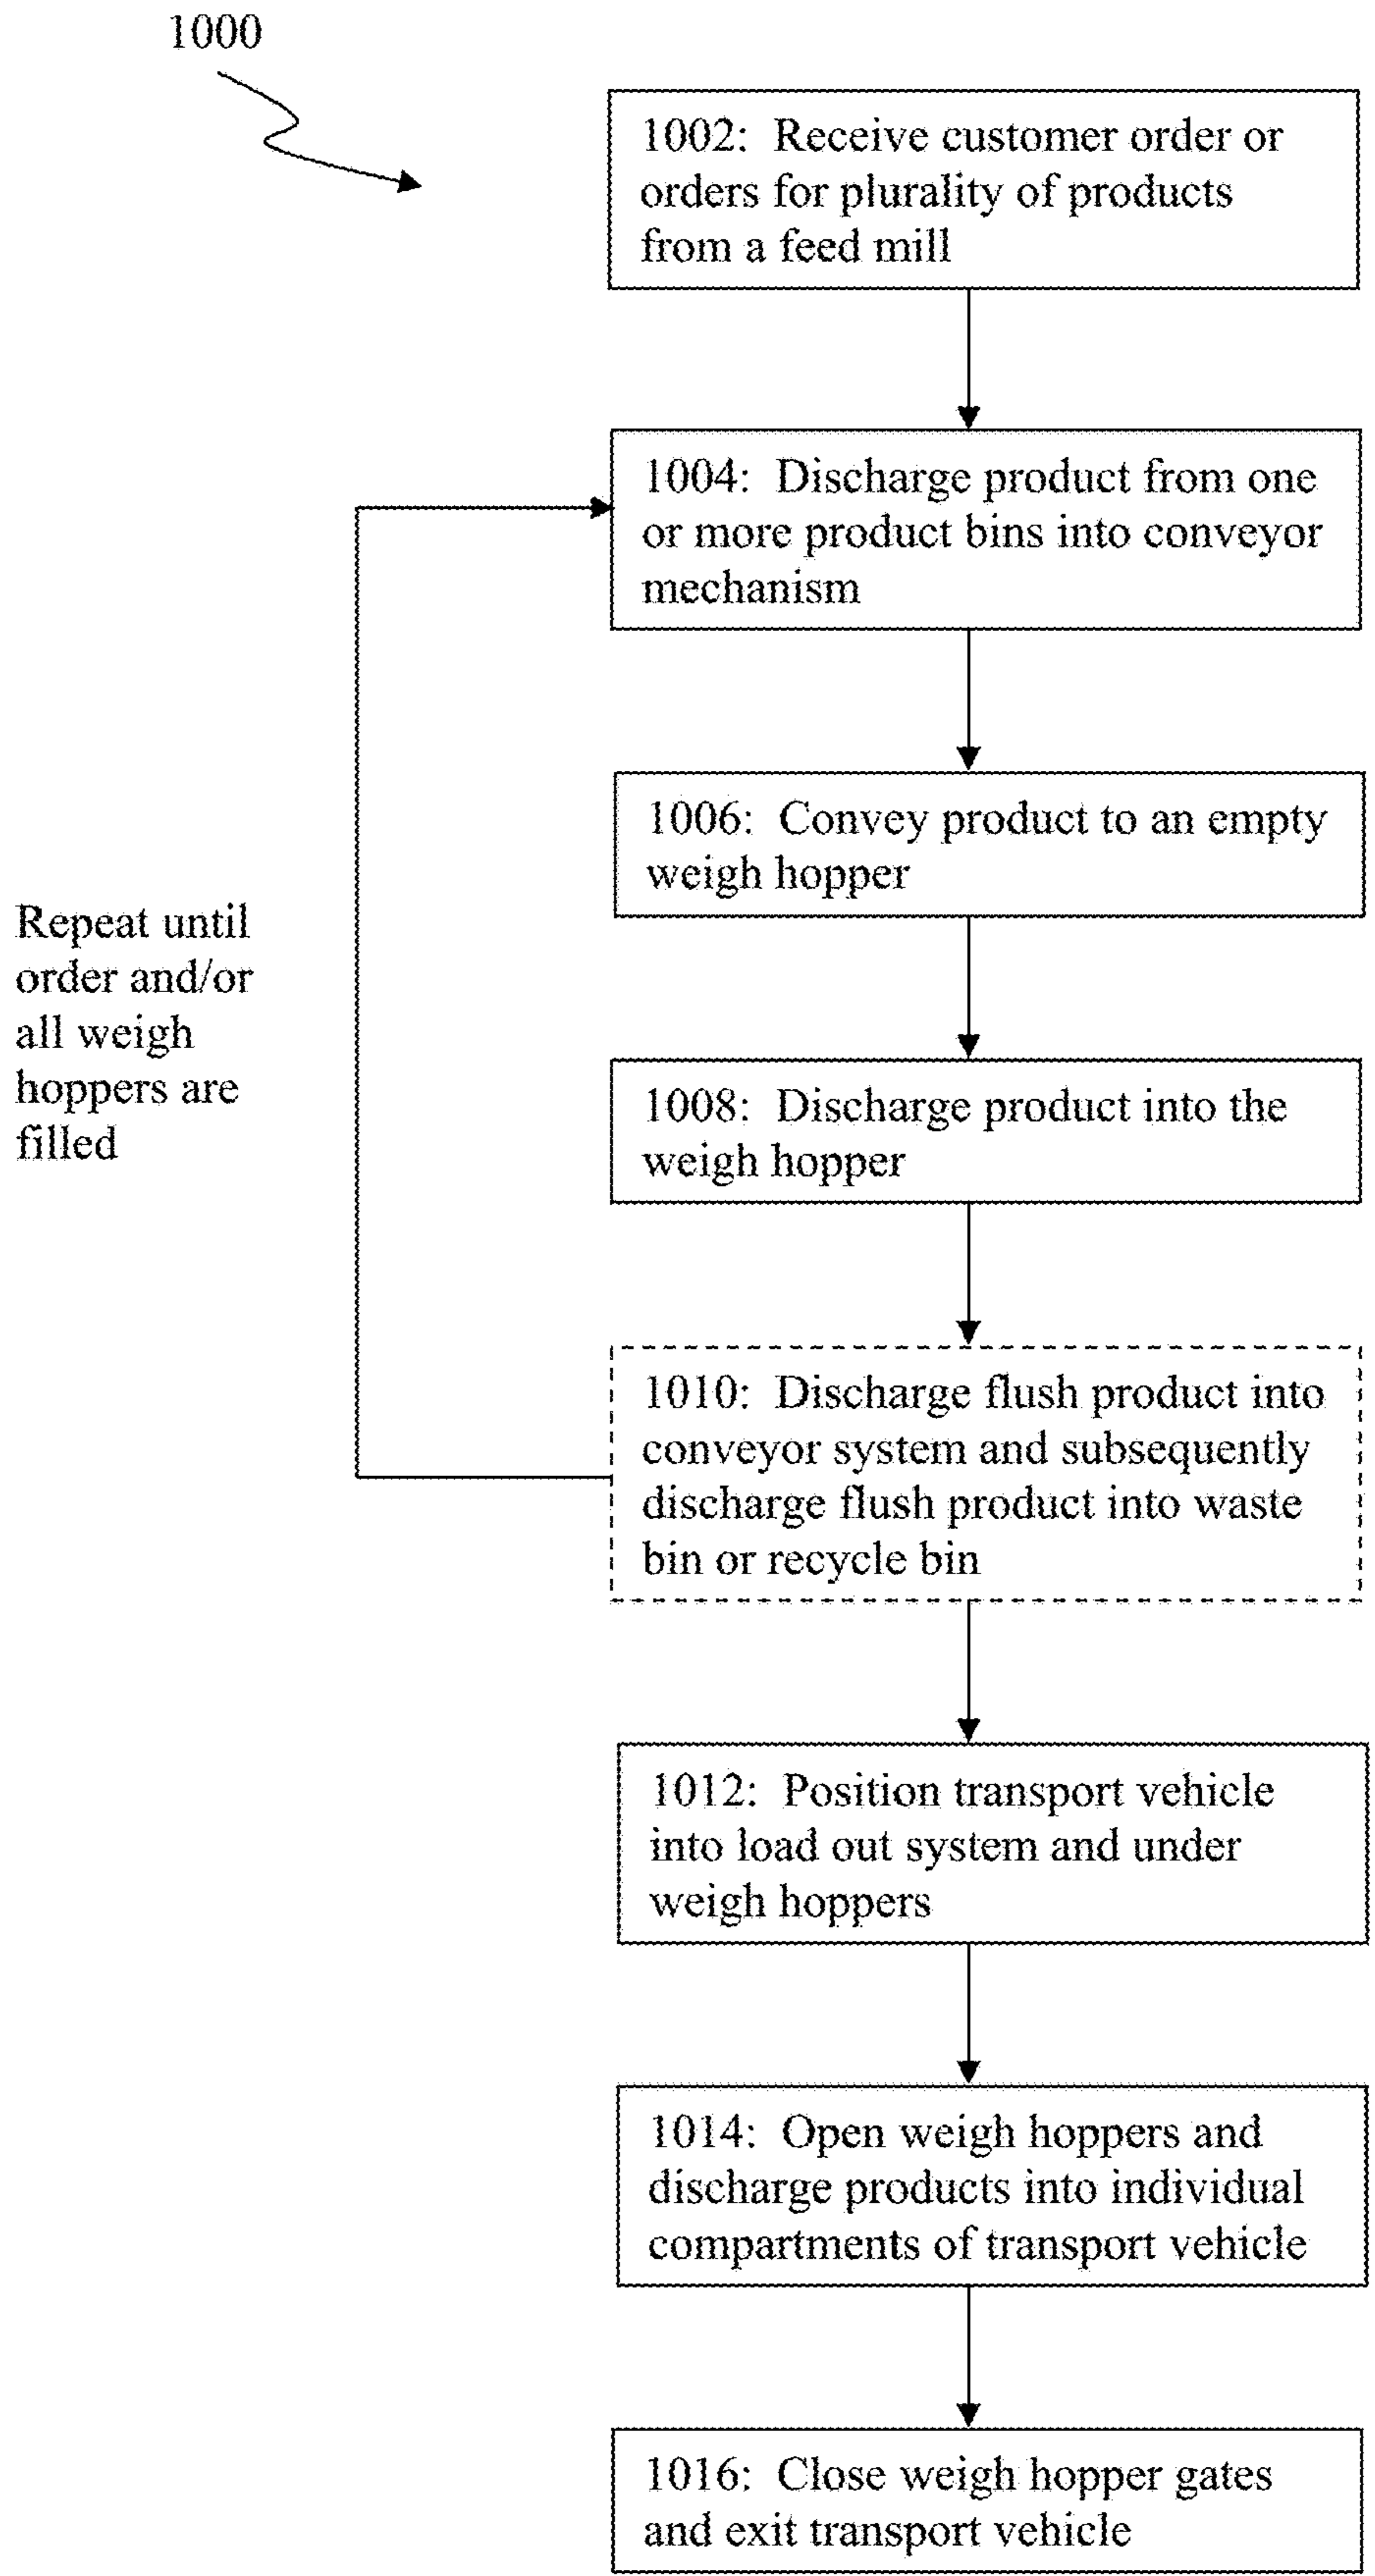 1000
1002: Receive customer order or
orders for plurality of products
from a feed mill
1004: Discharge product from one
or more product bins into conveyor
mechanism
1006: Convey product to an empty
weigh hopper
Repeat until
order and/or
all weigh
hoppers are
filled
1008: Discharge product into the
weigh hopper
1010: Discharge flush product into
conveyor system and subsequently
discharge flush product into waste
bin or recycle bin
1012: Position transport vehicle
into load out system and under
weigh hoppers
1014: Open weigh hoppers and
discharge products into individual
compartments of transport vehicle
1016: Close weigh hopper gates
and exit transport vehicle